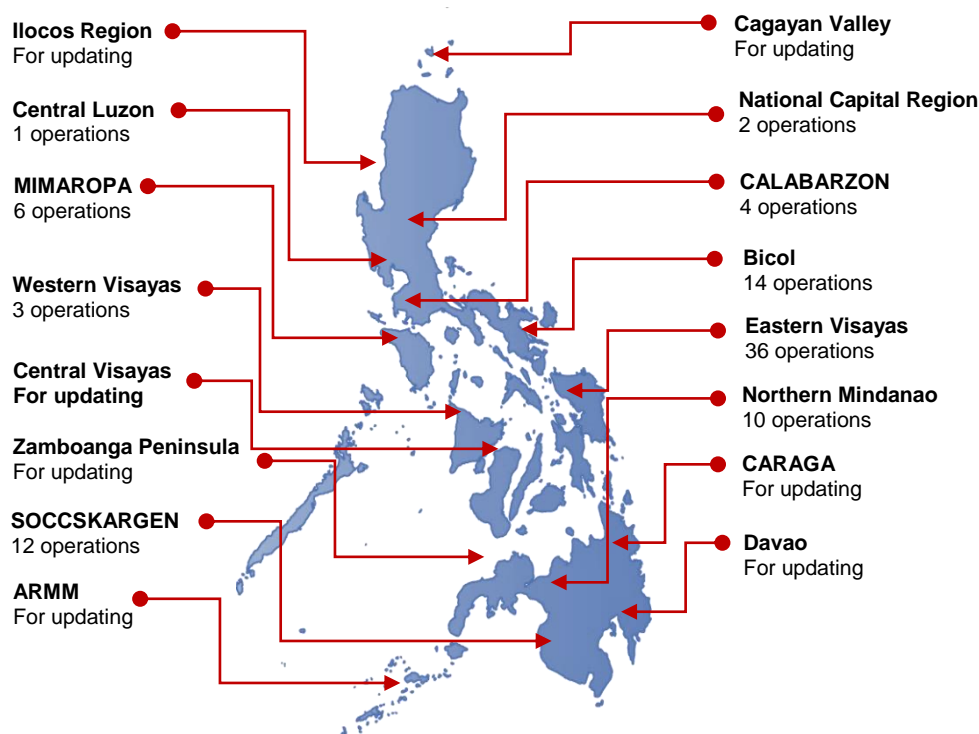 Ilocos Region
For updating
Central Luzon
1 operations
MIMAROPA
6 operations
Western Visayas
3 operations
Central Visayas
For updating
Zamboanga Peninsula
For updating
SOCCSKARGEN
12 operations
ARMM
For updating
Cagayan Valley
For updating
National Capital Region
2 operations
CALABARZON
4 operations
Bicol
14 operations
Eastern Visayas
36 operations
Northern Mindanao
10 operations
CARAGA
For updating
Davao
For updating